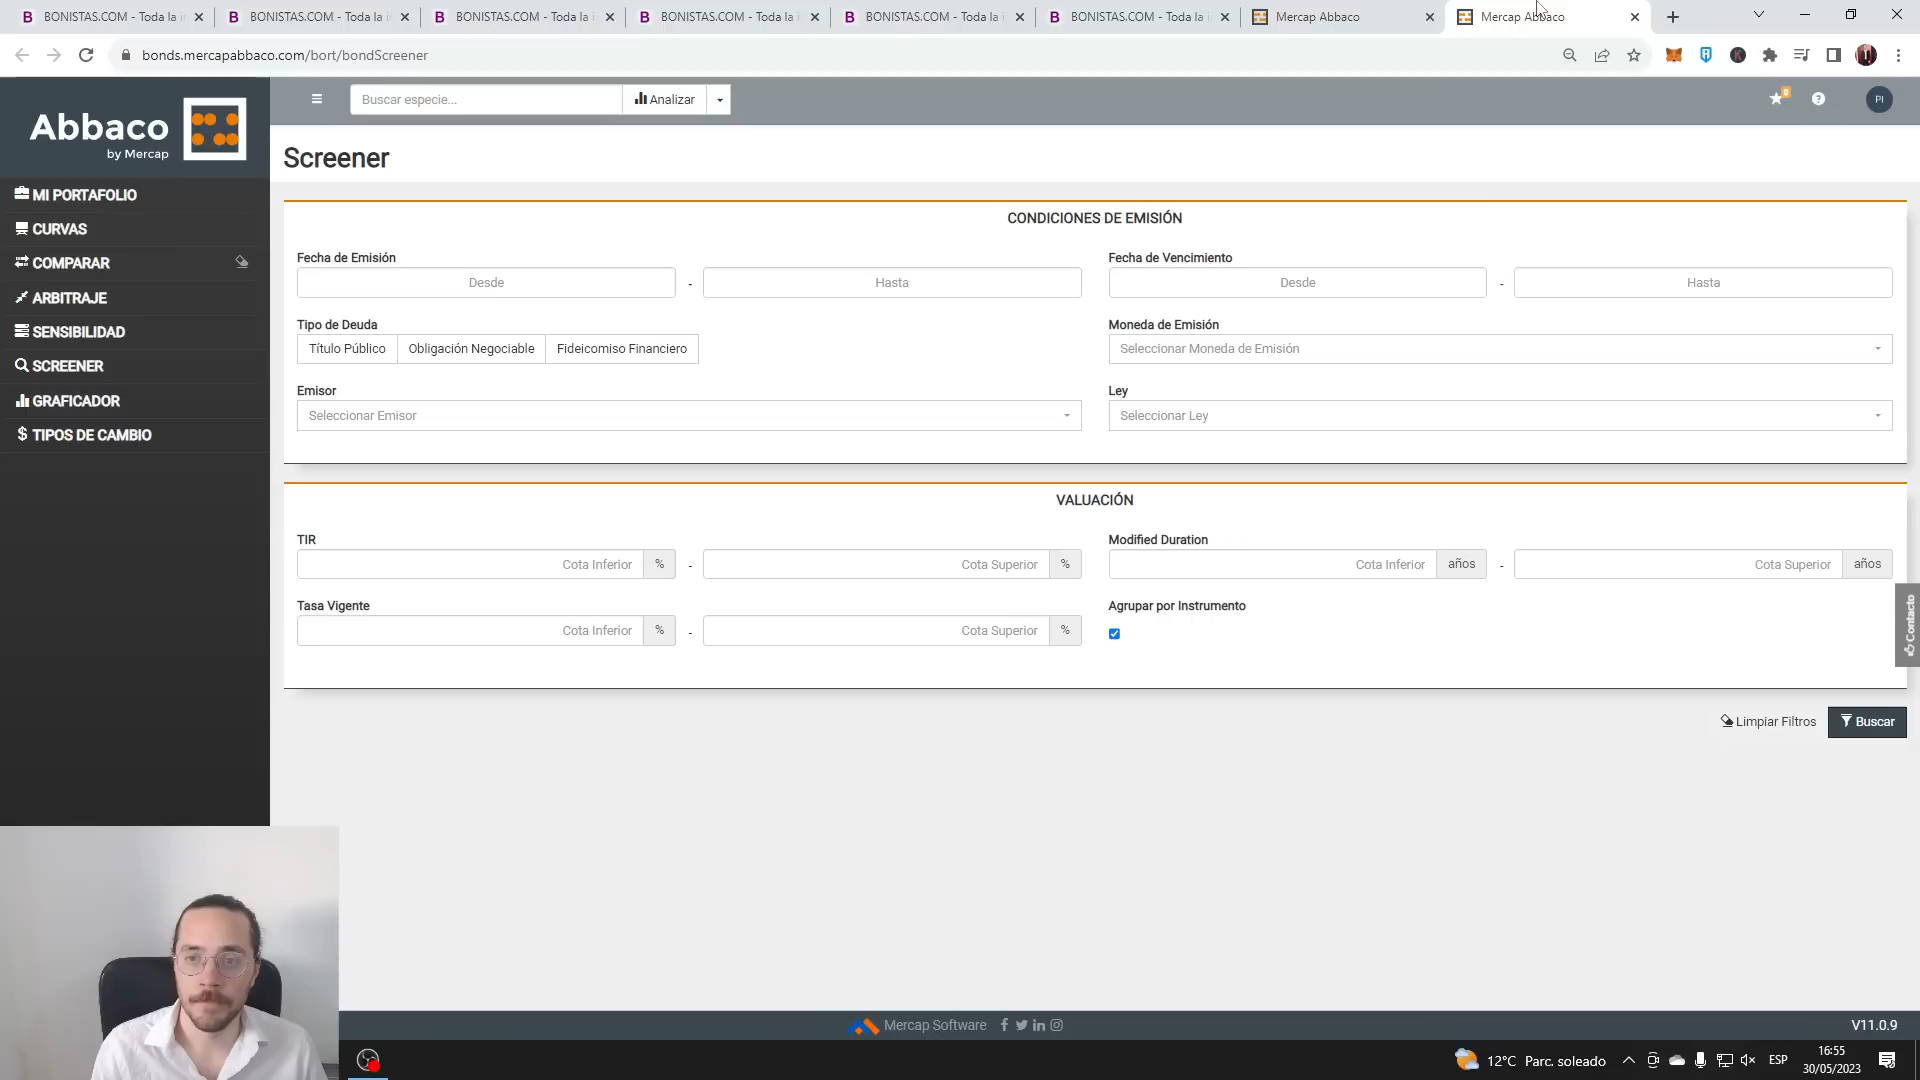 BONISTAS.COM - Toda la i
BONISTAS.COM - Toda la
BONISTAS.COM - Toda la i
BONISTAS.COM - Toda la
BONISTAS.COM - Toda la
BONISTAS.COM - Toda la
Mercap Abbaco
Mercap Abbaco
bonds.mercapabbaco.com/bort/bondScreener
Abbaco
by Mercap
Buscar especie...
Analizar
0
PI
Screener
MI PORTAFOLIO
CURVAS
COMPARAR
ARBITRAJE
SENSIBILIDAD
SCREENER
GRAFICADOR
TIPOS DE CAMBIO
CONDICIONES DE EMISIÓN
Fecha de Emisión
Desde - Hasta
Fecha de Vencimiento
Desde - Hasta
Tipo de Deuda
Título Público Obligación Negociable Fideicomiso Financiero
Moneda de Emisión
Seleccionar Moneda de Emisión
Emisor
Seleccionar Emisor
Ley
Seleccionar Ley
VALUACIÓN
TIR
Cota Inferior % - Cota Superior %
Modified Duration
Cota Inferior años - Cota Superior años
Tasa Vigente
Cota Inferior % - Cota Superior %
Agrupar por Instrumento
Contacto
Limpiar Filtros
Buscar
Mercap Software
V11.0.9
12°C Parc. soleado
ESP
16:55
30/05/2023